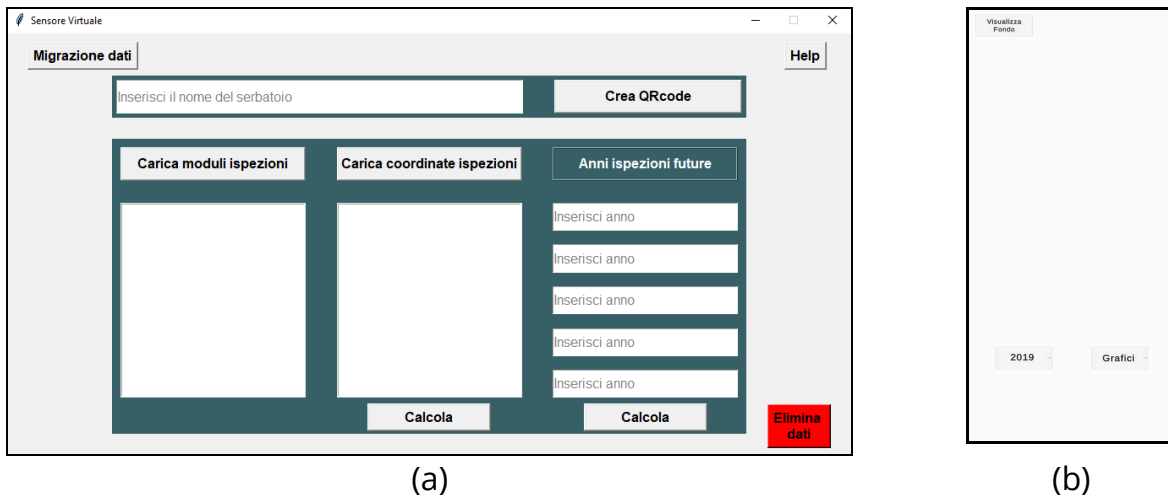 Sensore Virtuale
Migrazione dati
Help
Inserisci il nome del serbatoio
Crea QRcode
Carica moduli ispezioni
Carica coordinate ispezioni
Anni ispezioni future
Inserisci anno
Inserisci anno
Inserisci anno
Inserisci anno
Inserisci anno
Calcola
Calcola
Elimina
dati
(a)
Visualizza
Fondo
2019
Grafici
(b)